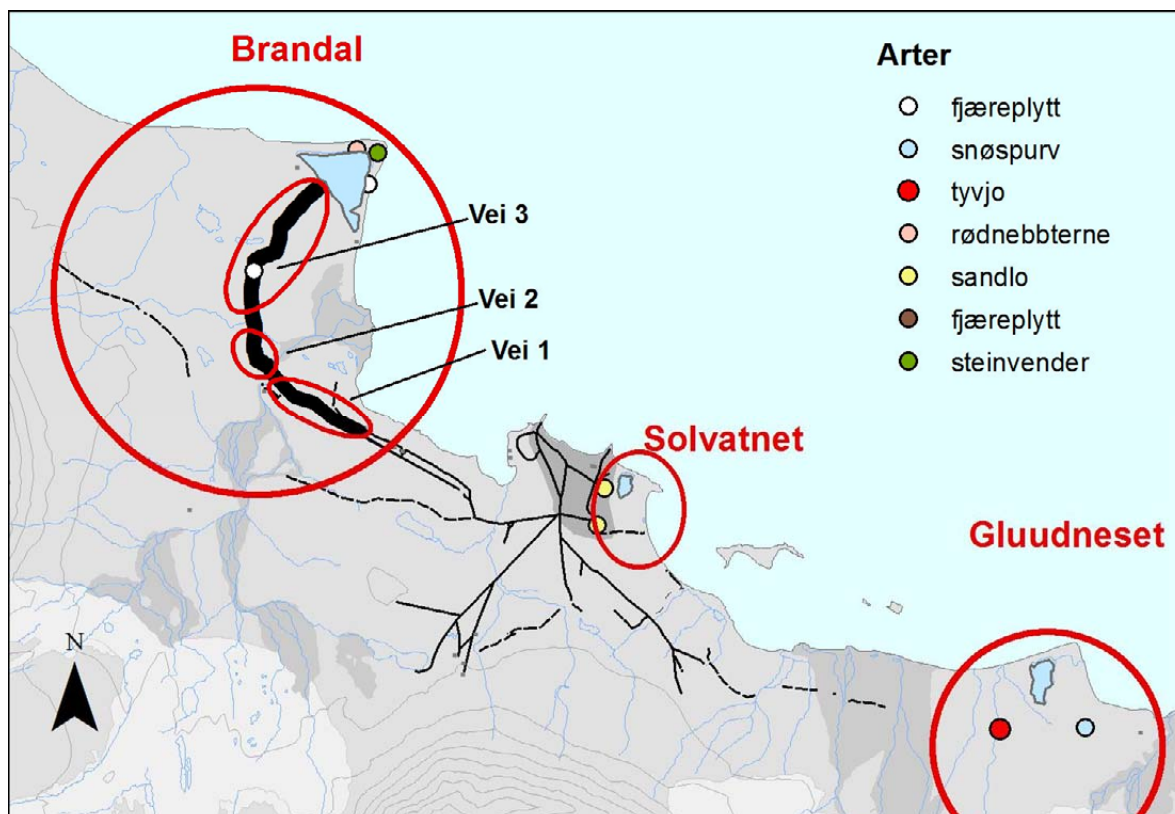 Brandal
Arter
fjæreplytt
snøspurv
tyvjo
rødnebbterne
sandlo
fjæreplytt
steinvender
Vei 3
Vei 2
Vei 1
Solvatnet
Gluudneset
N